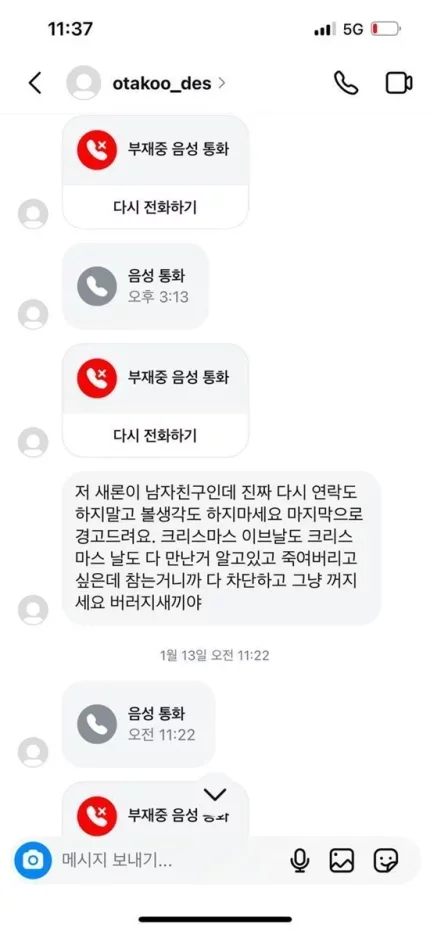 11:37
5G
otakoo_des
부재중 음성 통화
다시 전화하기
음성 통화
오후 3:13
부재중 음성 통화
다시 전화하기
저 새론이 남자친구인데 진짜 다시 연락도
하지말고 볼생각도 하지마세요 마지막으로
경고드려요. 크리스마스 이브날도 크리스
마스 날도 다 만난거 알고있고 죽여버리고
싶은데 참는거니까 다 차단하고 그냥 꺼지
세요 버러지새끼야
1월 13일 오전 11:22
음성 통화
오전 11:22
부재중 음성
메시지 보내기...